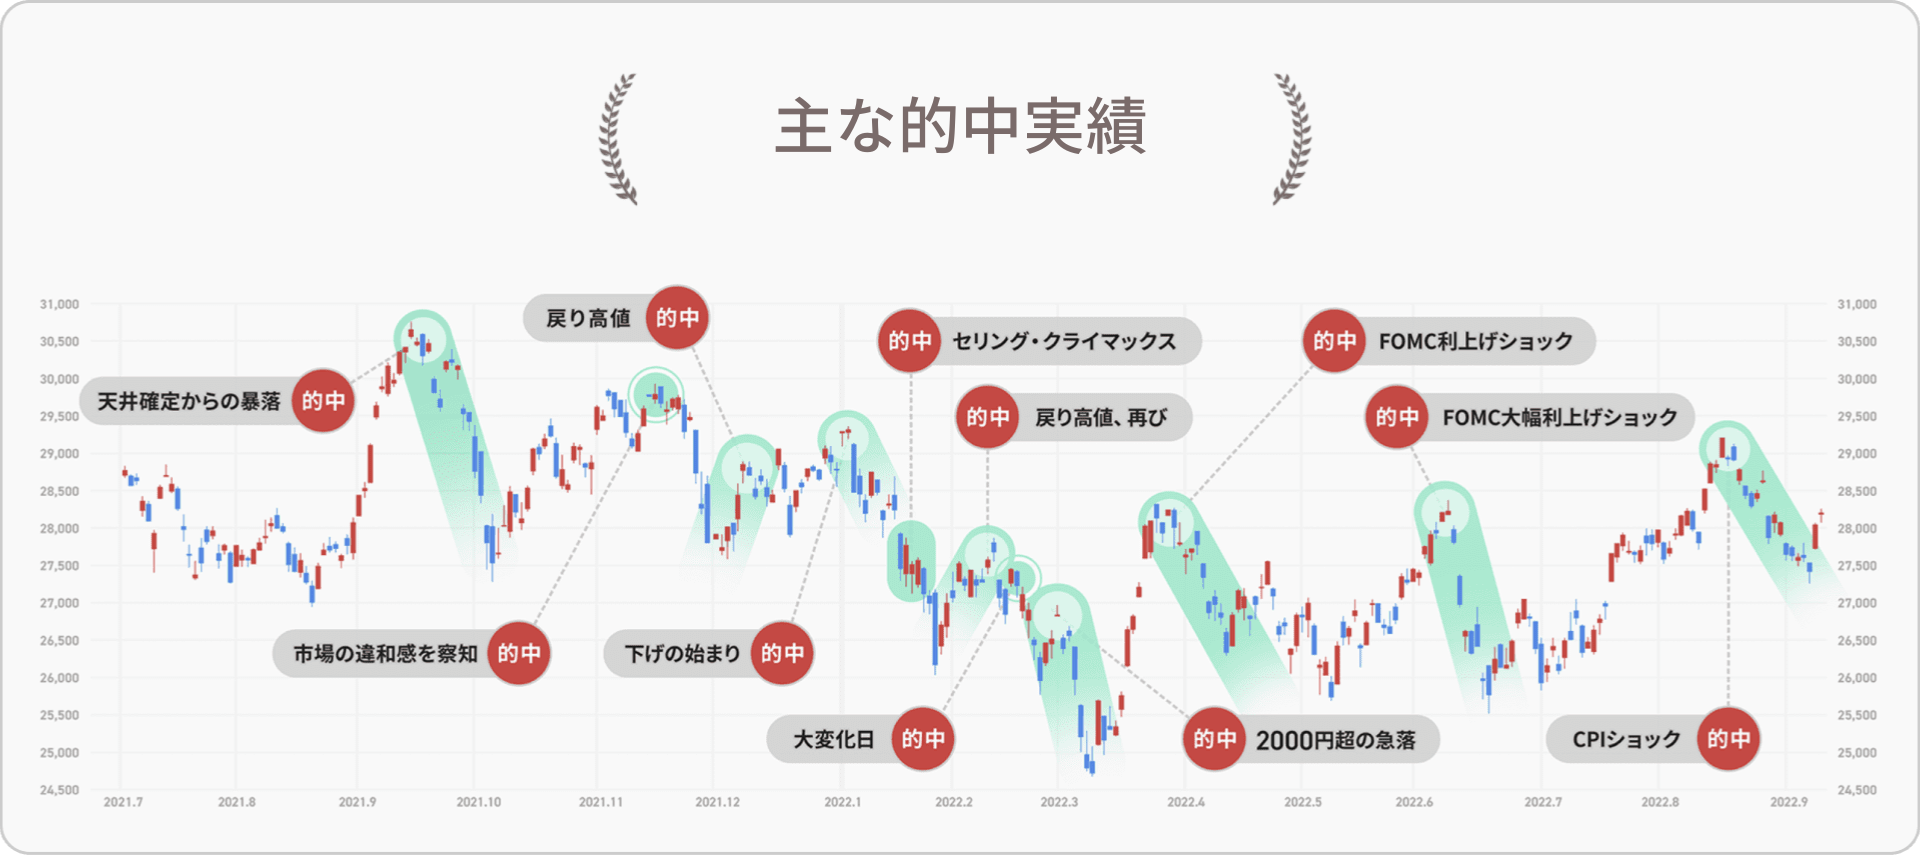 主な的中実績
戻り高値 的中
的中 セリング・クライマックス
的中 FOMC利上げショック
天井確定からの暴落 的中
的中 戻り高値、再び
的中 FOMC大幅利上げショック
市場の違和感を察知 的中
下げの始まり 的中
大変化日 的中
的中 2000円超の急落
CPIショック 的中
31,000
30,500
30,000
29,500
29,000
28,500
28,000
27,500
27,000
26,500
26,000
25,500
25,000
24,500
31,000
30,500
30,000
29,500
29,000
28,500
28,000
27,500
27,000
26,500
26,000
25,500
25,000
24,500
2021.7 2021.8 2021.9 2021.10 2021.11 2021.12 2022.1 2022.2 2022.3 2022.4 2022.5 2022.6 2022.7 2022.8 2022.9